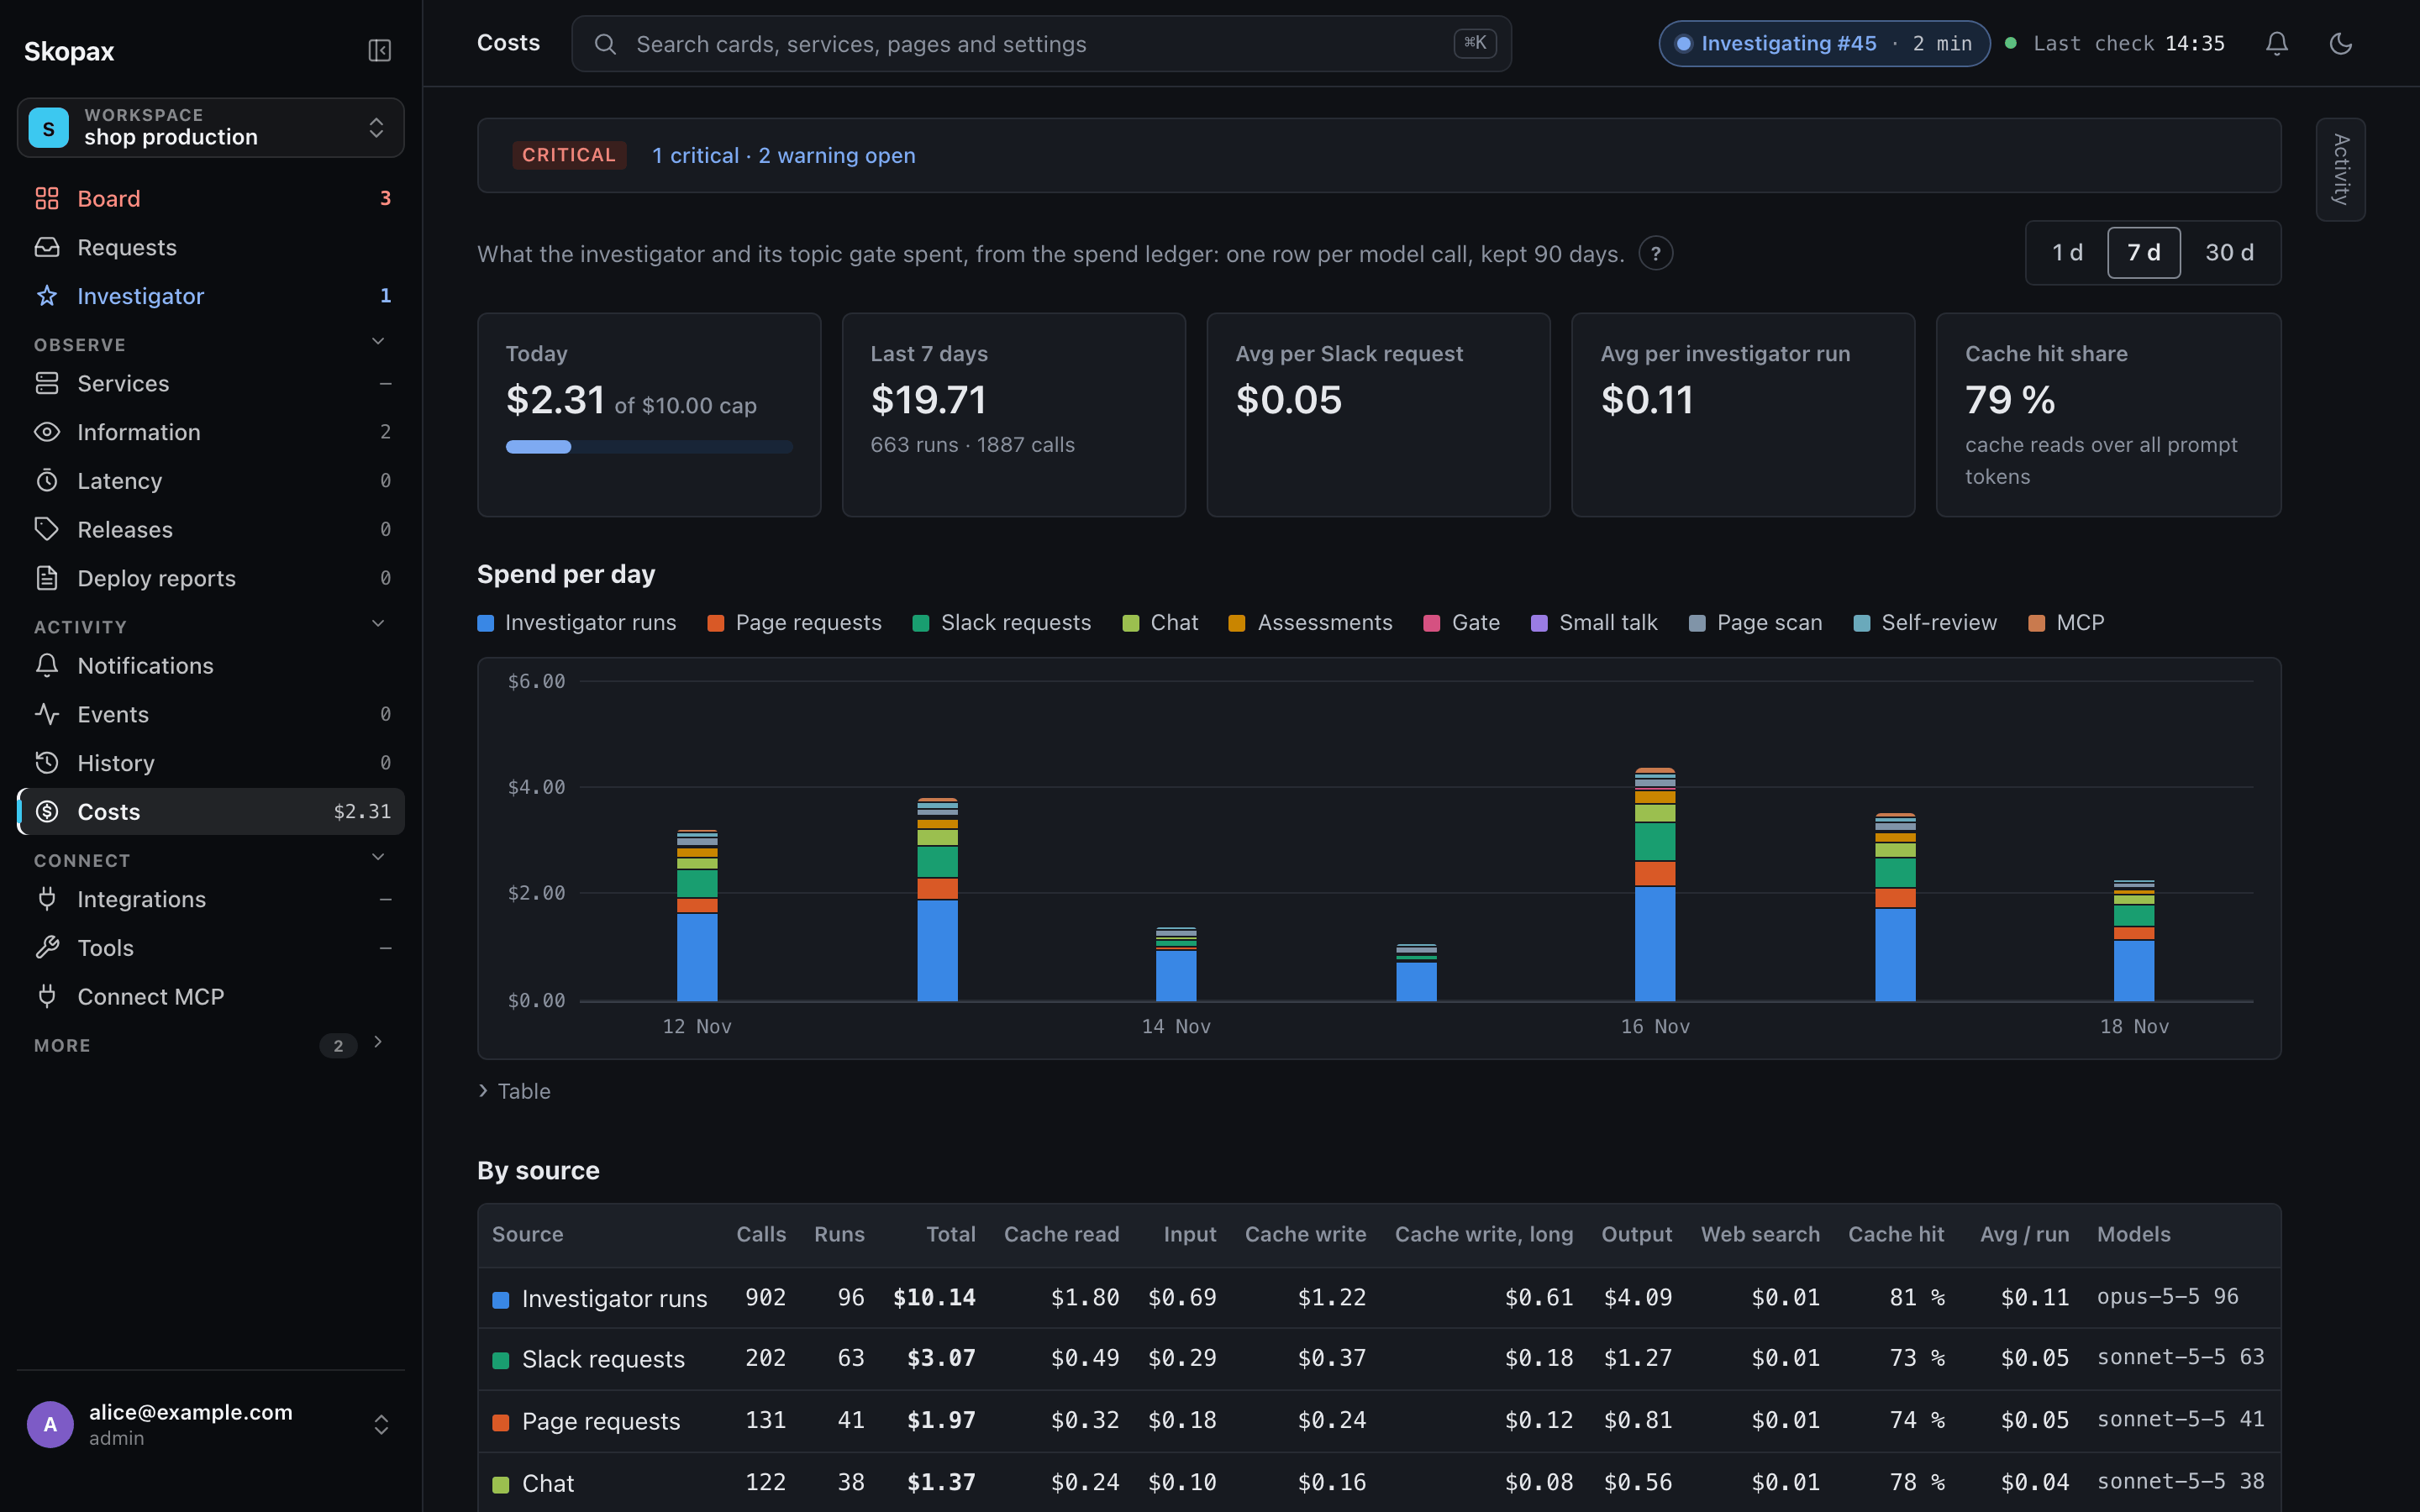 Skopax
S
WORKSPACE
shop production
Board 3
Requests
Investigator 1
OBSERVE
Services –
Information 2
Latency 0
Releases 0
Deploy reports 0
ACTIVITY
Notifications
Events 0
History 0
Costs $2.31
CONNECT
Integrations –
Tools –
Connect MCP
MORE 2
A
alice@example.com
admin
Costs
Search cards, services, pages and settings ⌘K
Investigating #45 · 2 min
Last check 14:35
Activity
CRITICAL 1 critical · 2 warning open
What the investigator and its topic gate spent, from the spend ledger: one row per model call, kept 90 days. ?
1 d 7 d 30 d
Today
$2.31 of $10.00 cap
Last 7 days
$19.71
663 runs · 1887 calls
Avg per Slack request
$0.05
Avg per investigator run
$0.11
Cache hit share
79 %
cache reads over all prompt
tokens
Spend per day
Investigator runs Page requests Slack requests Chat Assessments Gate Small talk Page scan Self-review MCP
$6.00
$4.00
$2.00
$0.00
12 Nov 14 Nov 16 Nov 18 Nov
Table
By source
Source Calls Runs Total Cache read Input Cache write Cache write, long Output Web search Cache hit Avg / run Models
Investigator runs 902 96 $10.14 $1.80 $0.69 $1.22 $0.61 $4.09 $0.01 81 % $0.11 opus-5-5 96
Slack requests 202 63 $3.07 $0.49 $0.29 $0.37 $0.18 $1.27 $0.01 73 % $0.05 sonnet-5-5 63
Page requests 131 41 $1.97 $0.32 $0.18 $0.24 $0.12 $0.81 $0.01 74 % $0.05 sonnet-5-5 41
Chat 122 38 $1.37 $0.24 $0.10 $0.16 $0.08 $0.56 $0.01 78 % $0.04 sonnet-5-5 38